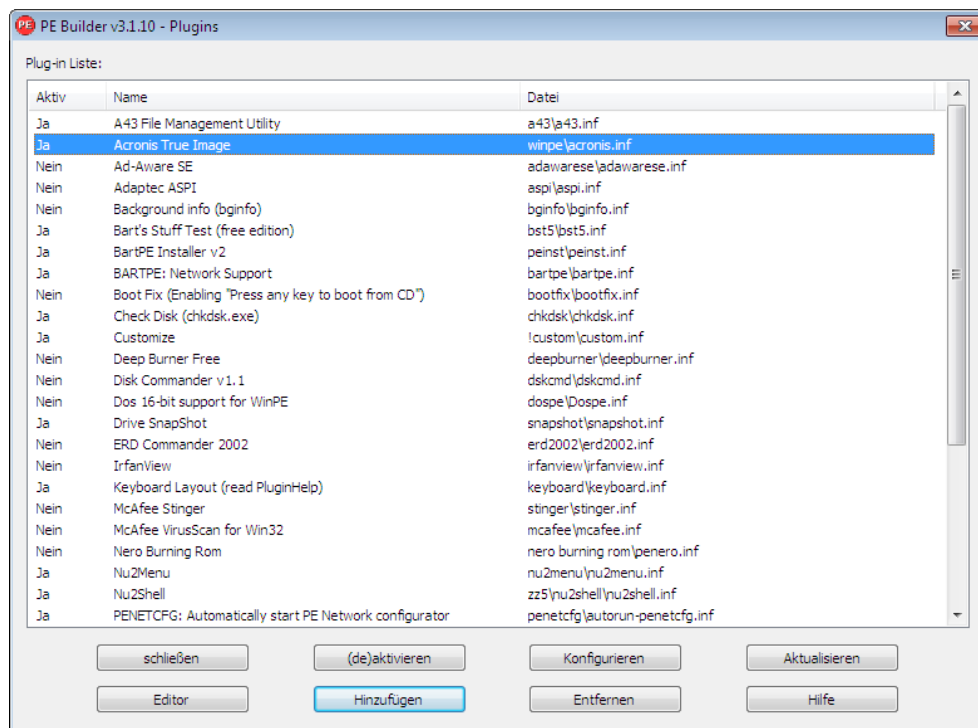 PE PE Builder v3.1.10 - Plugins
Plug-in Liste:
Aktiv Name Datei
Ja A43 File Management Utility a43\a43.inf
Ja Acronis True Image winpe\acronis.inf
Nein Ad-Aware SE adawarese\adawarese.inf
Nein Adaptec ASPI aspi\aspi.inf
Nein Background info (bginfo) bginfo\bginfo.inf
Ja Bart's Stuff Test (free edition) bst5\bst5.inf
Ja BartPE Installer v2 peinst\peinst.inf
Ja BARTPE: Network Support bartpe\bartpe.inf
Nein Boot Fix (Enabling "Press any key to boot from CD") bootfix\bootfix.inf
Ja Check Disk (chkdsk.exe) chkdsk\chkdsk.inf
Ja Customize !custom\custom.inf
Nein Deep Burner Free deepburner\deepburner.inf
Nein Disk Commander v1.1 dskcmd\dskcmd.inf
Nein Dos 16-bit support for WinPE dospe\Dospe.inf
Ja Drive SnapShot snapshot\snapshot.inf
Nein ERD Commander 2002 erd2002\erd2002.inf
Nein IrfanView irfanview\irfanview.inf
Ja Keyboard Layout (read PluginHelp) keyboard\keyboard.inf
Nein McAfee Stinger stinger\stinger.inf
Nein McAfee VirusScan for Win32 mcafee\mcafee.inf
Nein Nero Burning Rom nero burning rom\penero.inf
Ja Nu2Menu nu2menu\nu2menu.inf
Ja Nu2Shell zz5\nu2shell\nu2shell.inf
Ja PENETCFG: Automatically start PE Network configurator penetcfg\autorun-penetcfg.inf
schließen (de)aktivieren Konfigurieren Aktualisieren
Editor Hinzufügen Entfernen Hilfe